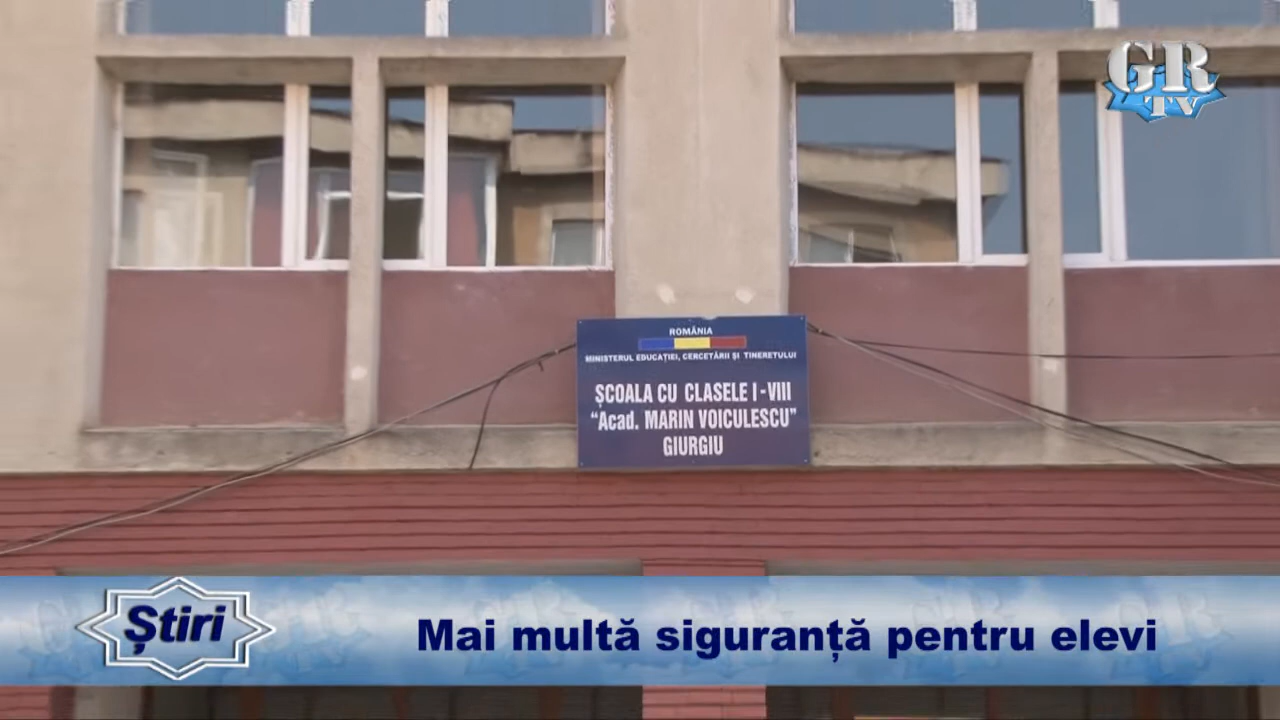 GR
TV
ROMÂNIA
MINISTERUL EDUCAȚIEI, CERCETĂRII ȘI TINERETULUI
ȘCOALA CU CLASELE I-VIII
“Acad. MARIN VOICULESCU”
GIURGIU
Știri
Mai multă siguranță pentru elevi